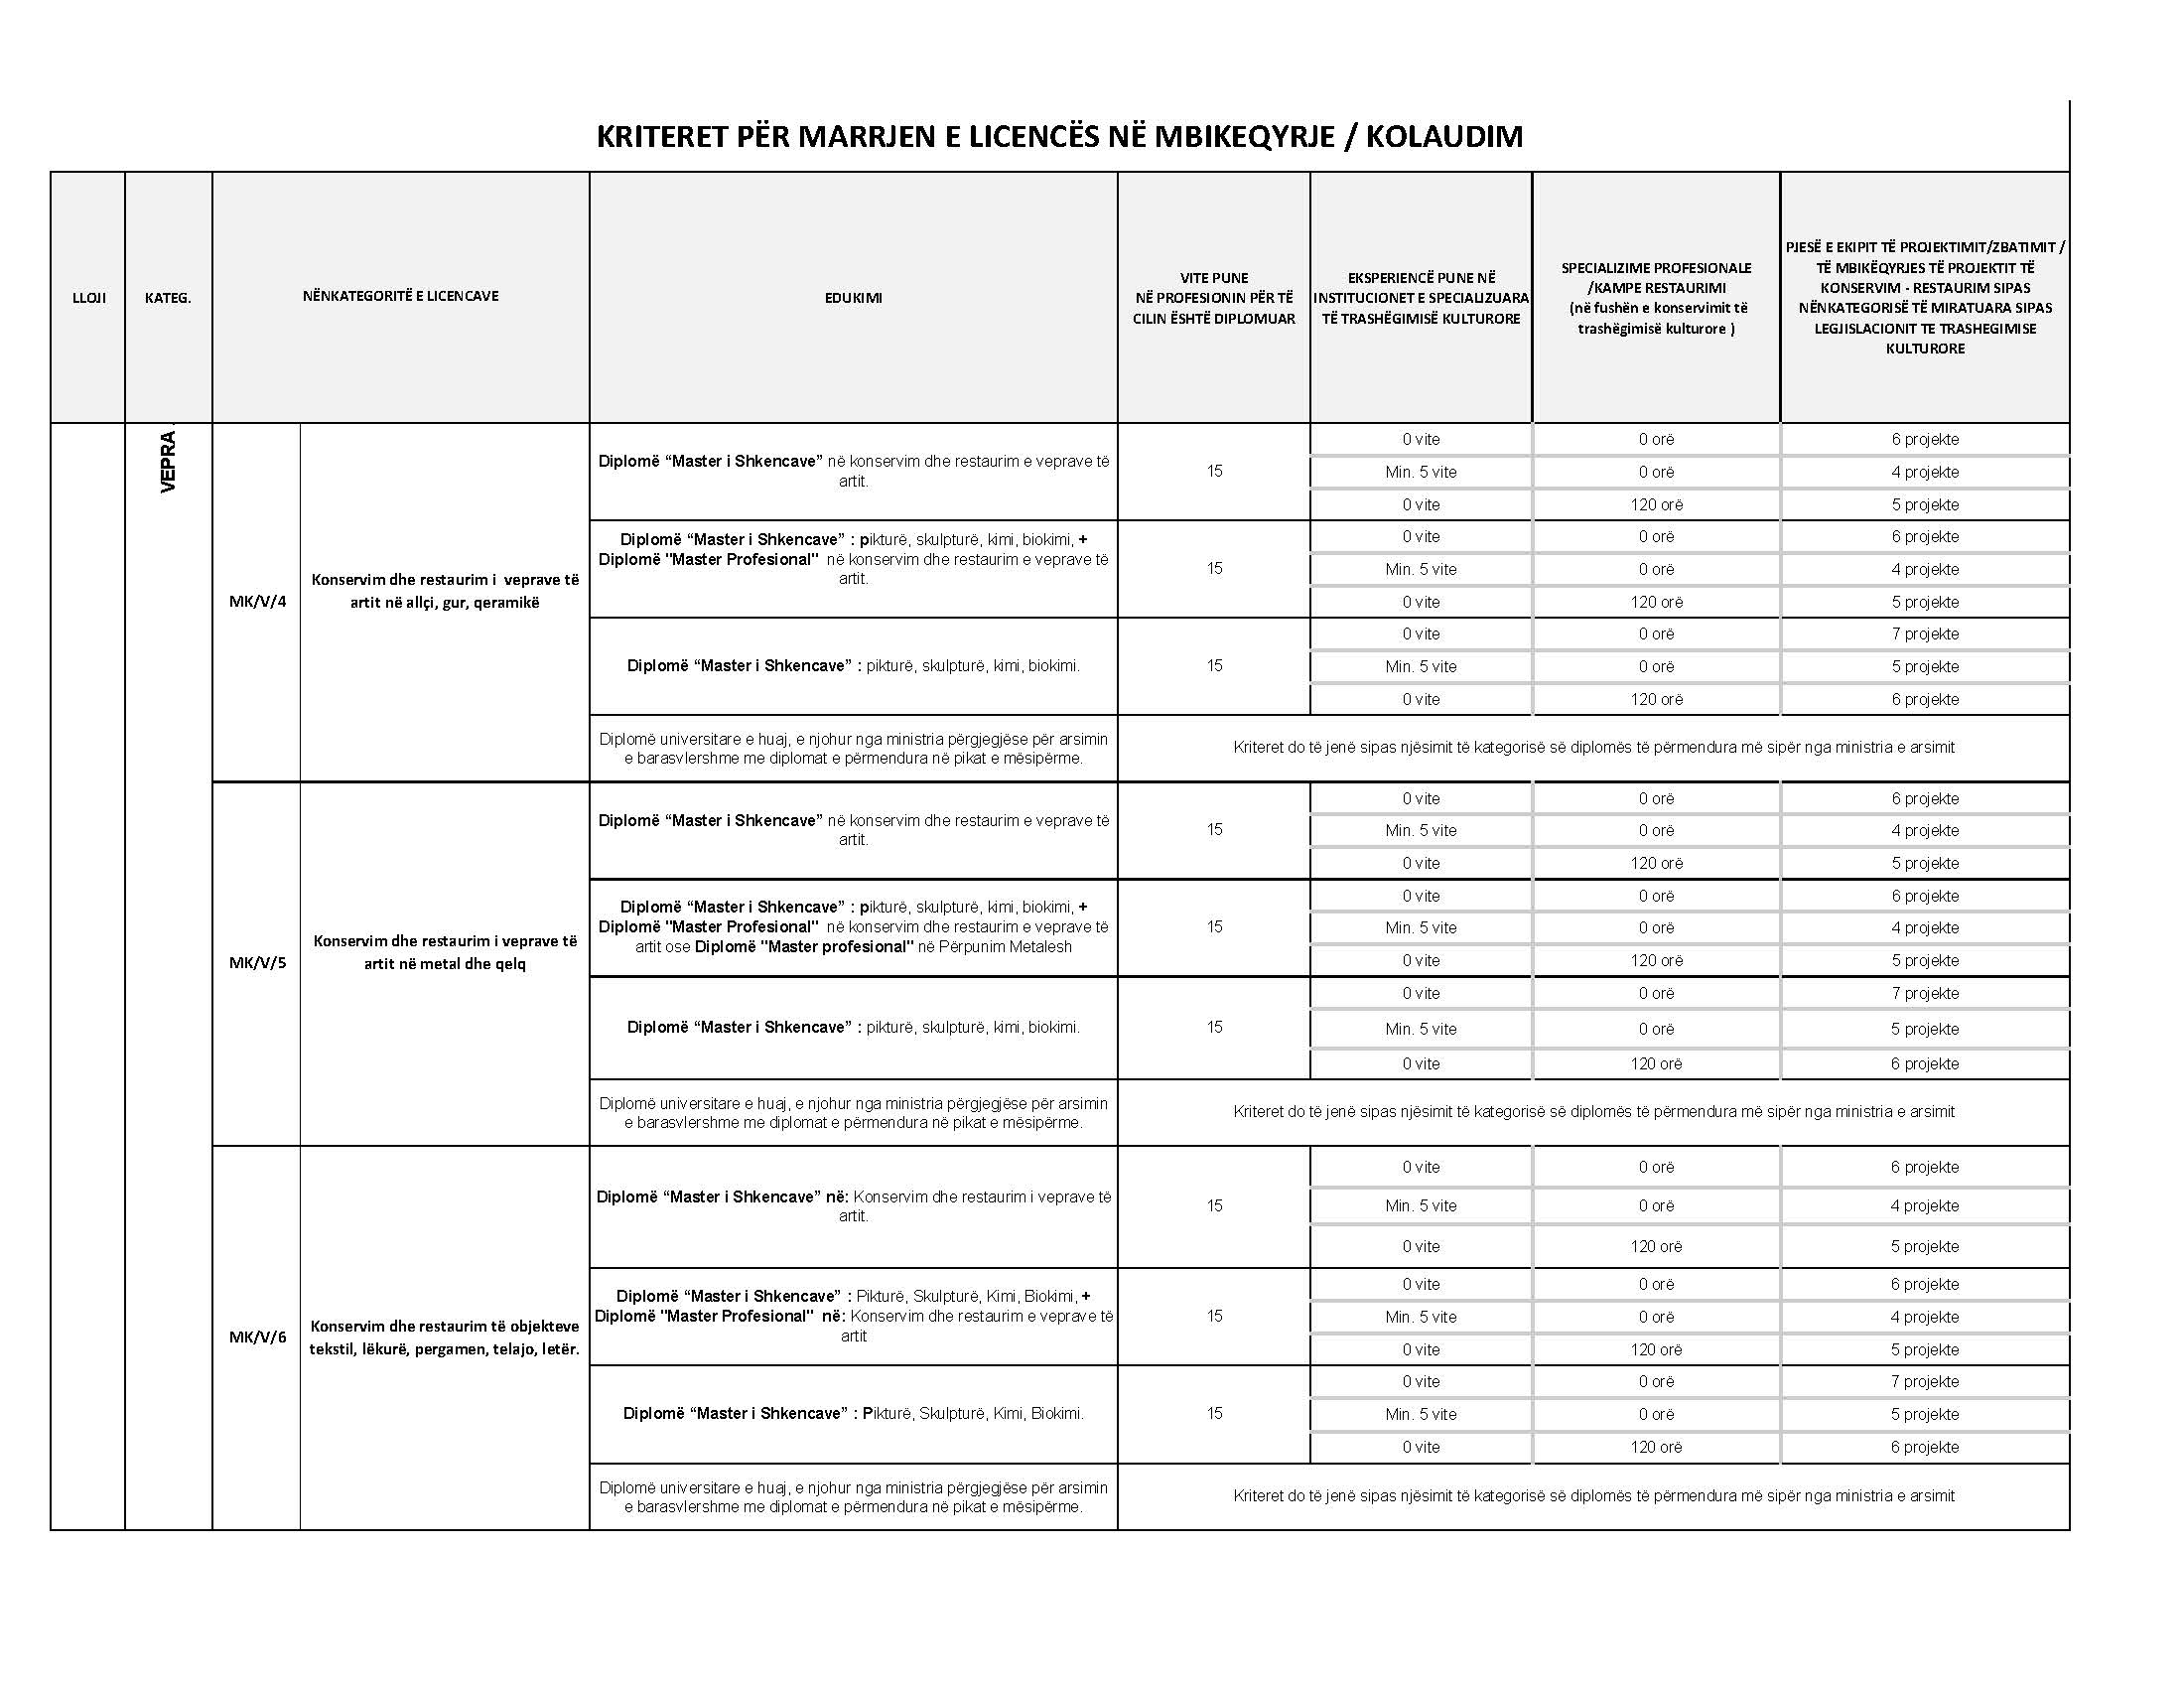 KRITERET PËR MARRJEN E LICENCËS NË MBIKEQYRJE / KOLAUDIM
LLOJI
KATEG.
NËNKATEGORITË E LICENCAVE
EDUKIMI
VITE PUNE
NË PROFESIONIN PËR TË
CILIN ËSHTË DIPLOMUAR
EKSPERIENCË PUNE NË
INSTITUCIONET E SPECIALIZUARA
TË TRASHËGIMISË KULTURORE
SPECIALIZIME PROFESIONALE
/KAMPE RESTAURIMI
(në fushën e konservimit të
trashëgimisë kulturore )
PJESË E EKIPIT TË PROJEKTIMIT/ZBATIMIT /
TË MBIKËQYRJES TË PROJEKTIT TË
KONSERVIM - RESTAURIM SIPAS
NËNKATEGORISË TË MIRATUARA SIPAS
LEGJISLACIONIT TE TRASHEGIMISE
KULTURORE
VEPRA
MK/V/4
Konservim dhe restaurim i veprave të
artit në allçi, gur, qeramikë
Diplomë “Master i Shkencave” në konservim dhe restaurim e veprave të
artit.
15
0 vite 0 orë 6 projekte
Min. 5 vite 0 orë 4 projekte
0 vite 120 orë 5 projekte
Diplomë “Master i Shkencave” : pikturë, skulpturë, kimi, biokimi, +
Diplomë "Master Profesional" në konservim dhe restaurim e veprave të
artit.
15
0 vite 0 orë 6 projekte
Min. 5 vite 0 orë 4 projekte
0 vite 120 orë 5 projekte
Diplomë “Master i Shkencave” : pikturë, skulpturë, kimi, biokimi.
15
0 vite 0 orë 7 projekte
Min. 5 vite 0 orë 5 projekte
0 vite 120 orë 6 projekte
Diplomë universitare e huaj, e njohur nga ministria përgjegjëse për arsimin
e barasvlershme me diplomat e përmendura në pikat e mësipërme.
Kriteret do të jenë sipas njësimit të kategorisë së diplomës të përmendura më sipër nga ministria e arsimit
MK/V/5
Konservim dhe restaurim i veprave të
artit në metal dhe qelq
Diplomë “Master i Shkencave” në konservim dhe restaurim e veprave të
artit.
15
0 vite 0 orë 6 projekte
Min. 5 vite 0 orë 4 projekte
0 vite 120 orë 5 projekte
Diplomë “Master i Shkencave” : pikturë, skulpturë, kimi, biokimi, +
Diplomë "Master Profesional" në konservim dhe restaurim e veprave të
artit ose Diplomë "Master profesional" në Përpunim Metalesh
15
0 vite 0 orë 6 projekte
Min. 5 vite 0 orë 4 projekte
0 vite 120 orë 5 projekte
Diplomë “Master i Shkencave” : pikturë, skulpturë, kimi, biokimi.
15
0 vite 0 orë 7 projekte
Min. 5 vite 0 orë 5 projekte
0 vite 120 orë 6 projekte
Diplomë universitare e huaj, e njohur nga ministria përgjegjëse për arsimin
e barasvlershme me diplomat e përmendura në pikat e mësipërme.
Kriteret do të jenë sipas njësimit të kategorisë së diplomës të përmendura më sipër nga ministria e arsimit
MK/V/6
Konservim dhe restaurim të objekteve
tekstil, lëkurë, pergamen, telajo, letër.
Diplomë “Master i Shkencave” në: Konservim dhe restaurim i veprave të
artit.
15
0 vite 0 orë 6 projekte
Min. 5 vite 0 orë 4 projekte
0 vite 120 orë 5 projekte
Diplomë “Master i Shkencave” : Pikturë, Skulpturë, Kimi, Biokimi, +
Diplomë "Master Profesional" në: Konservim dhe restaurim e veprave të
artit
15
0 vite 0 orë 6 projekte
Min. 5 vite 0 orë 4 projekte
0 vite 120 orë 5 projekte
Diplomë “Master i Shkencave” : Pikturë, Skulpturë, Kimi, Biokimi.
15
0 vite 0 orë 7 projekte
Min. 5 vite 0 orë 5 projekte
0 vite 120 orë 6 projekte
Diplomë universitare e huaj, e njohur nga ministria përgjegjëse për arsimin
e barasvlershme me diplomat e përmendura në pikat e mësipërme.
Kriteret do të jenë sipas njësimit të kategorisë së diplomës të përmendura më sipër nga ministria e arsimit